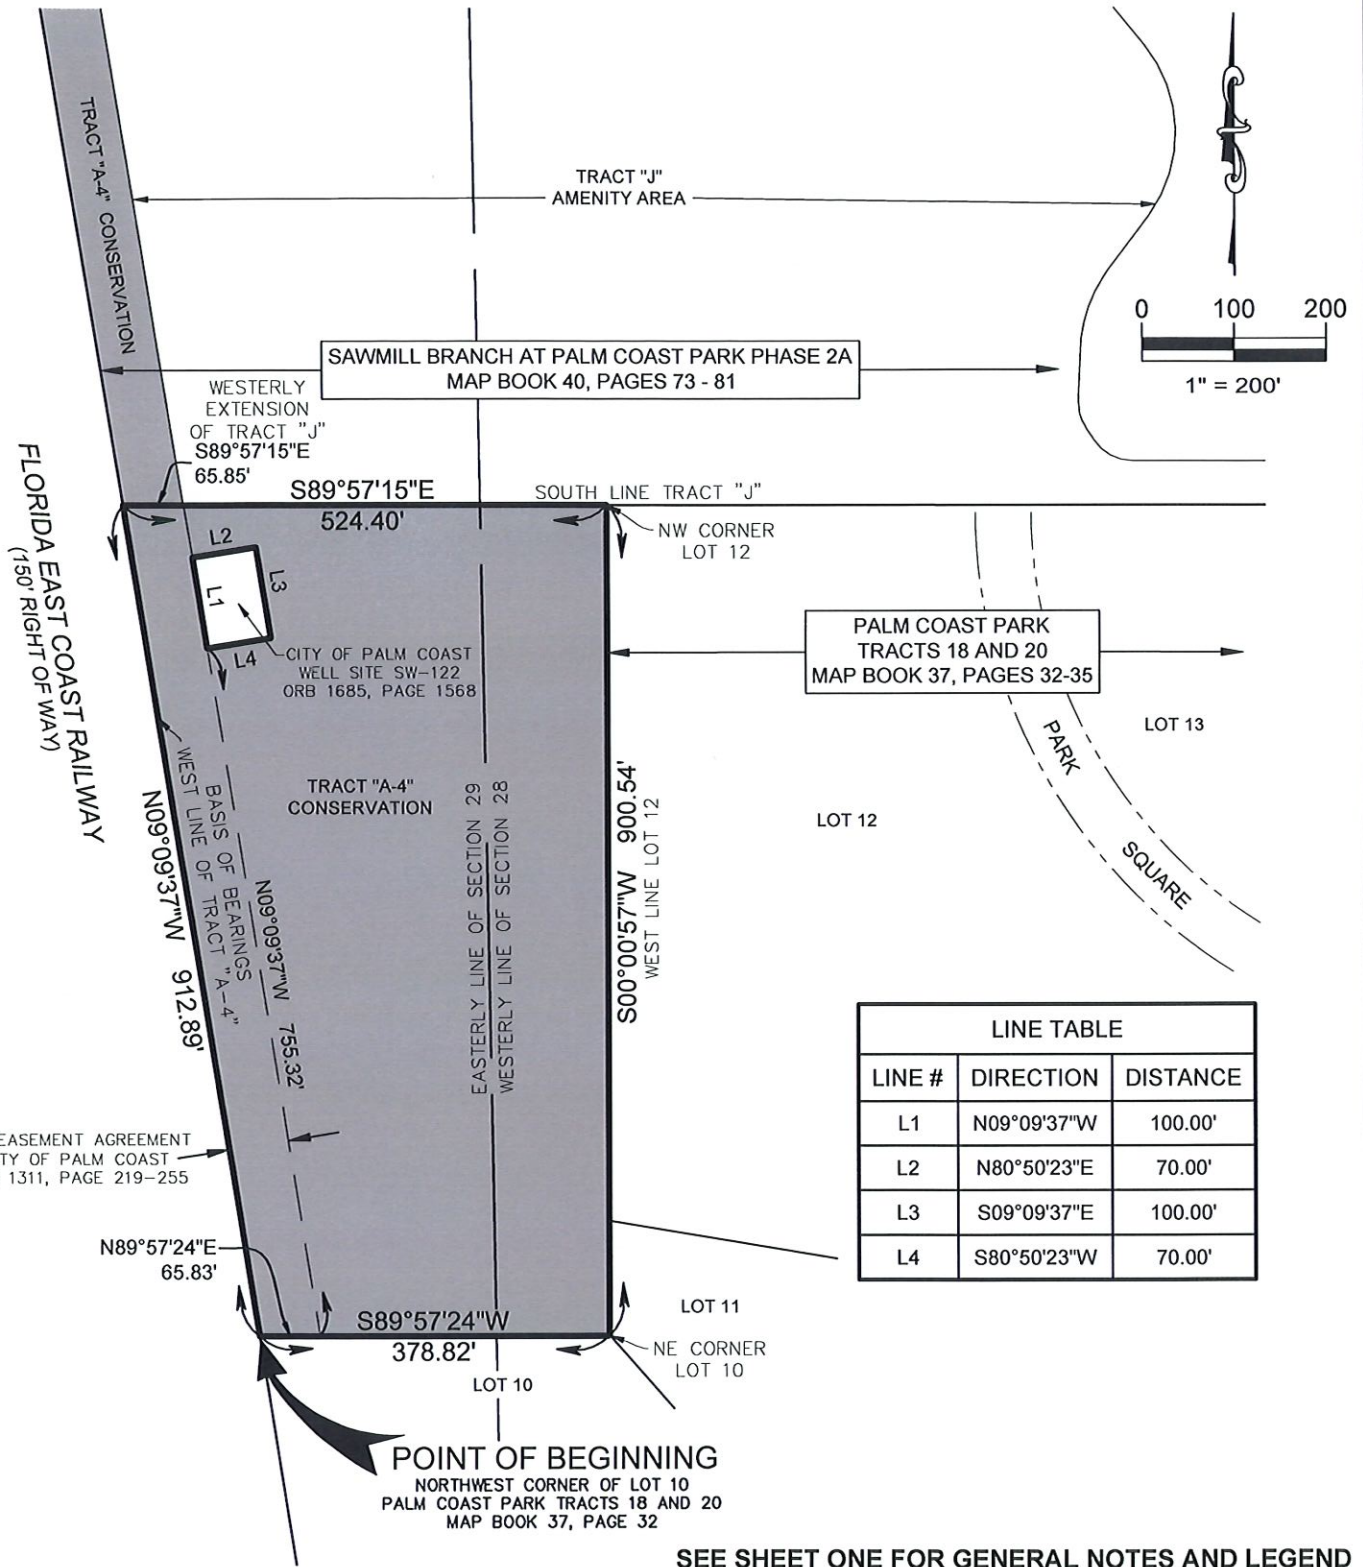 TRACT "A-4" CONSERVATION
TRACT "J"
AMENITY AREA
0 100 200
1" = 200'
SAWMILL BRANCH AT PALM COAST PARK PHASE 2A
MAP BOOK 40, PAGES 73 - 81
WESTERLY
EXTENSION
OF TRACT "J"
S89°57'15"E
65.85'
S89°57'15"E
524.40'
SOUTH LINE TRACT "J"
NW CORNER
LOT 12
FLORIDA EAST COAST RAILWAY
(150' RIGHT OF WAY)
L2
L1
L3
L4
CITY OF PALM COAST
WELL SITE SW-122
ORB 1685, PAGE 1568
PALM COAST PARK
TRACTS 18 AND 20
MAP BOOK 37, PAGES 32-35
LOT 13
PARK
SQUARE
LOT 12
TRACT "A-4"
CONSERVATION
WEST LINE OF TRACT "A-4"
BASIS OF BEARINGS
N09°09'37"W 755.32'
N09°09'37"W 912.89'
EASTERLY LINE OF SECTION 29
WESTERLY LINE OF SECTION 28
S00°00'57"W 900.54'
WEST LINE LOT 12
LINE TABLE
LINE # DIRECTION DISTANCE
L1 N09°09'37"W 100.00'
L2 N80°50'23"E 70.00'
L3 S09°09'37"E 100.00'
L4 S80°50'23"W 70.00'
EASEMENT AGREEMENT
TY OF PALM COAST
1311, PAGE 219-255
N89°57'24"E
65.83'
S89°57'24"W
378.82'
LOT 11
NE CORNER
LOT 10
LOT 10
POINT OF BEGINNING
NORTHWEST CORNER OF LOT 10
PALM COAST PARK TRACTS 18 AND 20
MAP BOOK 37, PAGE 32
SEE SHEET ONE FOR GENERAL NOTES AND LEGEND